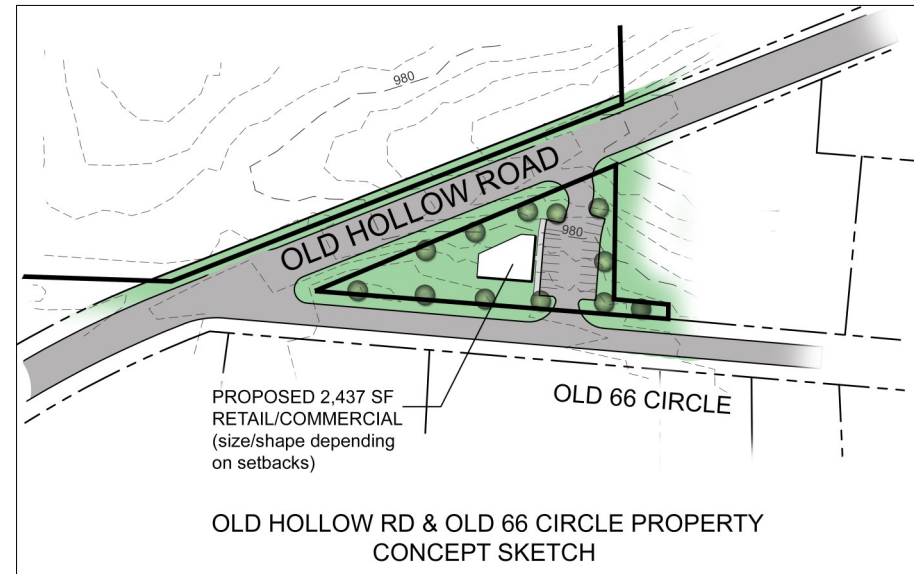 980
OLD HOLLOW ROAD
980
PROPOSED 2,437 SF
RETAIL/COMMERCIAL
(size/shape depending
on setbacks)
OLD 66 CIRCLE
OLD HOLLOW RD & OLD 66 CIRCLE PROPERTY
CONCEPT SKETCH